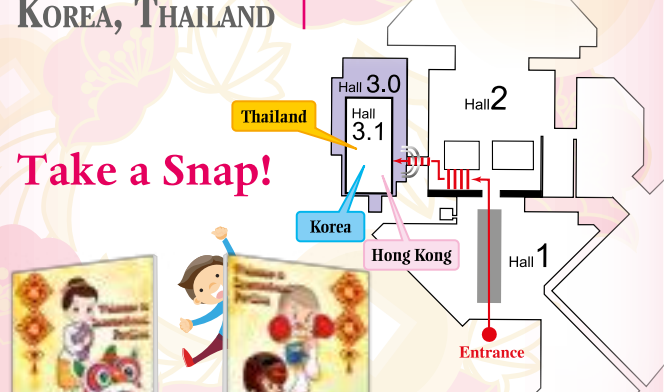 KOREA, THAILAND
Hall 3.0
Hall
3.1
Hall 2
Thailand
Take a Snap!
Korea
Hong Kong
Hall 1
Entrance